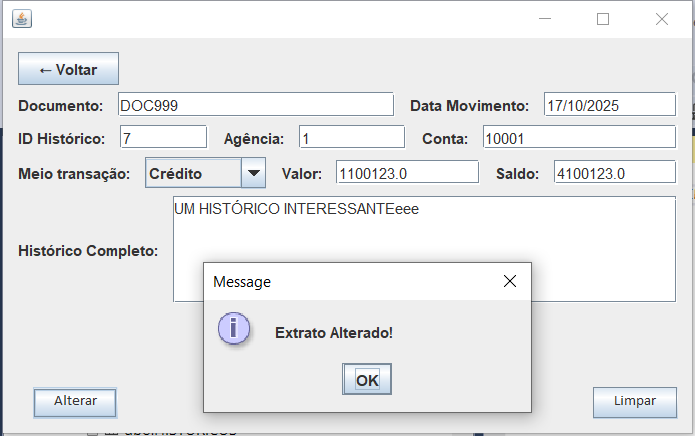 ← Voltar
Documento: DOC999 Data Movimento: 17/10/2025
ID Histórico: 7 Agência: 1 Conta: 10001
Meio transação: Crédito Valor: 1100123.0 Saldo: 4100123.0
UM HISTÓRICO INTERESSANTEeee
Histórico Completo:
Message
Extrato Alterado!
OK
Alterar Limpar